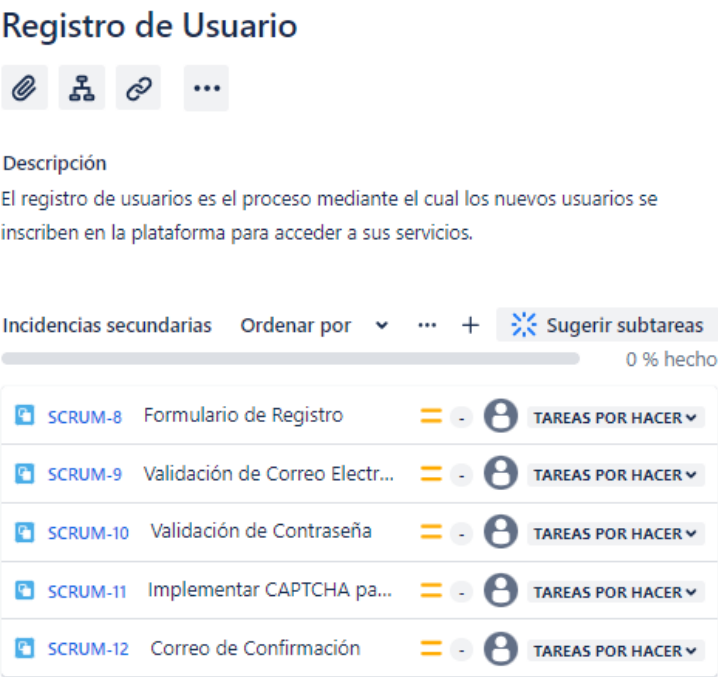 Registro de Usuario
Descripción
El registro de usuarios es el proceso mediante el cual los nuevos usuarios se
inscriben en la plataforma para acceder a sus servicios.
Incidencias secundarias Ordenar por ••• + Sugerir subtareas
0 % hecho
SCRUM-8 Formulario de Registro - TAREAS POR HACER
SCRUM-9 Validación de Correo Electr... - TAREAS POR HACER
SCRUM-10 Validación de Contraseña - TAREAS POR HACER
SCRUM-11 Implementar CAPTCHA pa... - TAREAS POR HACER
SCRUM-12 Correo de Confirmación - TAREAS POR HACER